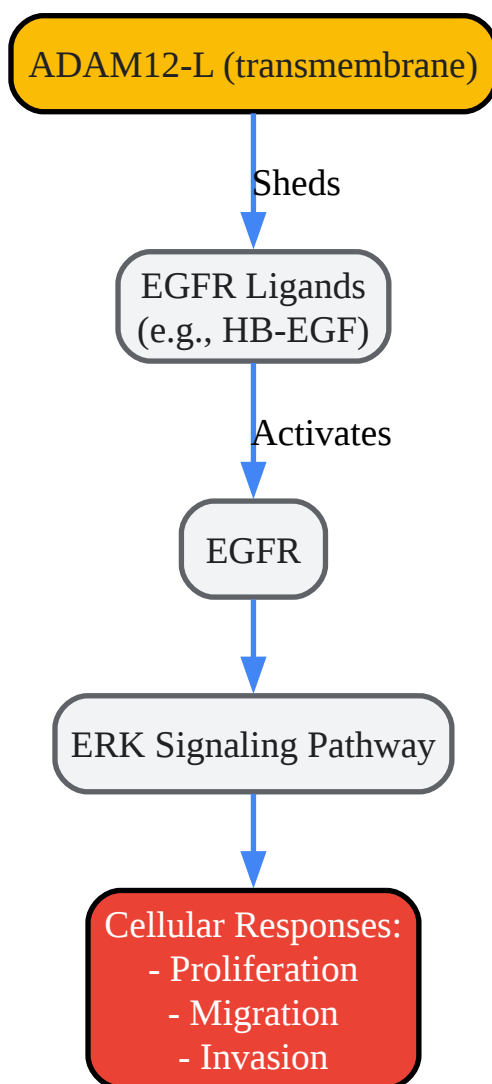 ADAM12-L (transmembrane)
Sheds
EGFR Ligands
(e.g., HB-EGF)
Activates
EGFR
ERK Signaling Pathway
Cellular Responses:
- Proliferation
- Migration
- Invasion